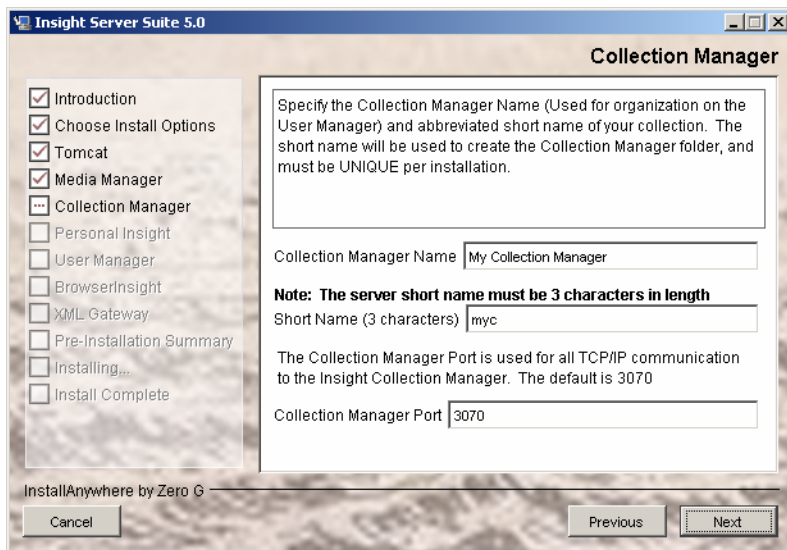 Insight Server Suite 5.0
Collection Manager
Introduction
Choose Install Options
Tomcat
Media Manager
Collection Manager
Personal Insight
User Manager
BrowserInsight
XML Gateway
Pre-Installation Summary
Installing...
Install Complete
Specify the Collection Manager Name (Used for organization on the
User Manager) and abbreviated short name of your collection. The
short name will be used to create the Collection Manager folder, and
must be UNIQUE per installation.
Collection Manager Name My Collection Manager
Note: The server short name must be 3 characters in length
Short Name (3 characters) myc
The Collection Manager Port is used for all TCP/IP communication
to the Insight Collection Manager. The default is 3070
Collection Manager Port 3070
InstallAnywhere by Zero G
Cancel
Previous
Next